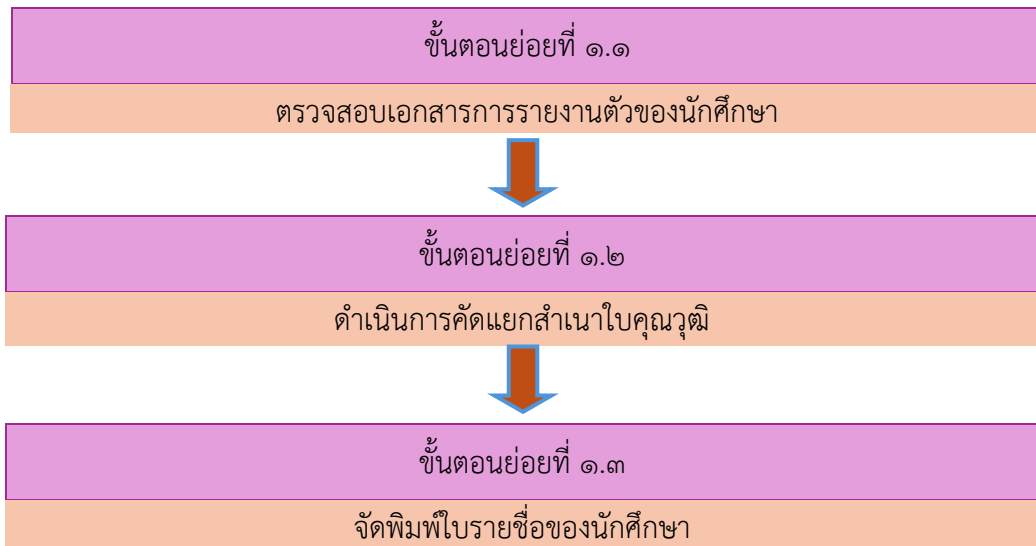 ขั้นตอนย่อยที่ ๑.๑
ตรวจสอบเอกสารการรายงานตัวของนักศึกษา
ขั้นตอนย่อยที่ ๑.๒
ดำเนินการคัดแยกสำเนาใบคุณวุฒิ
ขั้นตอนย่อยที่ ๑.๓
จัดพิมพ์ใบรายชื่อของนักศึกษา